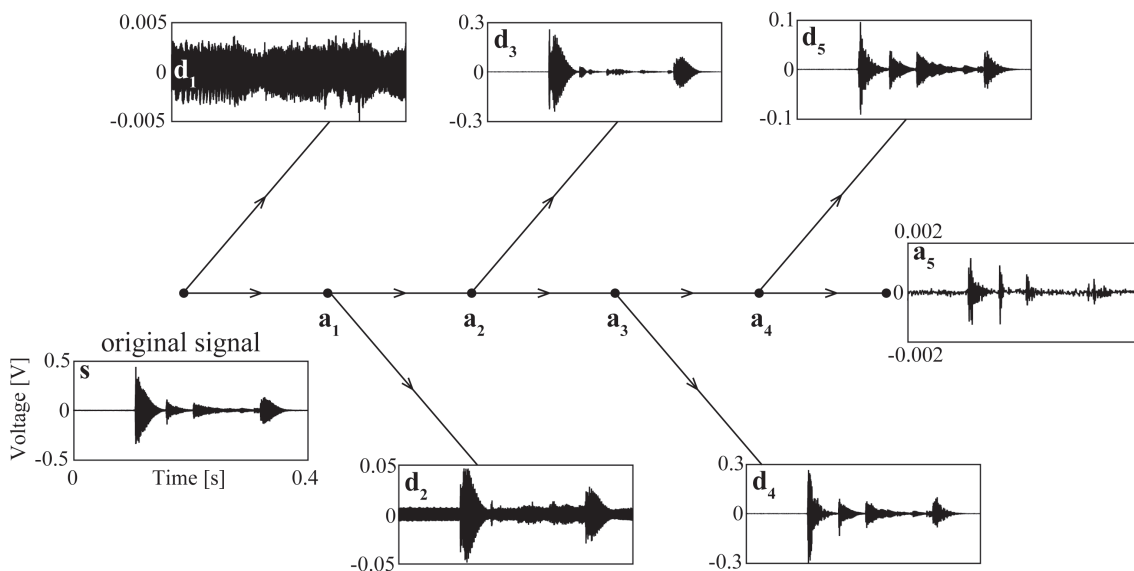 0.005
d1
0
-0.005
0.3
d3
0
-0.3
0.1
d5
0
-0.1
0.002
a5
0
-0.002
a1
a2
a3
a4
original signal
0.5
s
Voltage [V]
0
-0.5
0
Time [s]
0.4
0.05
d2
0
-0.05
0.3
d4
0
-0.3